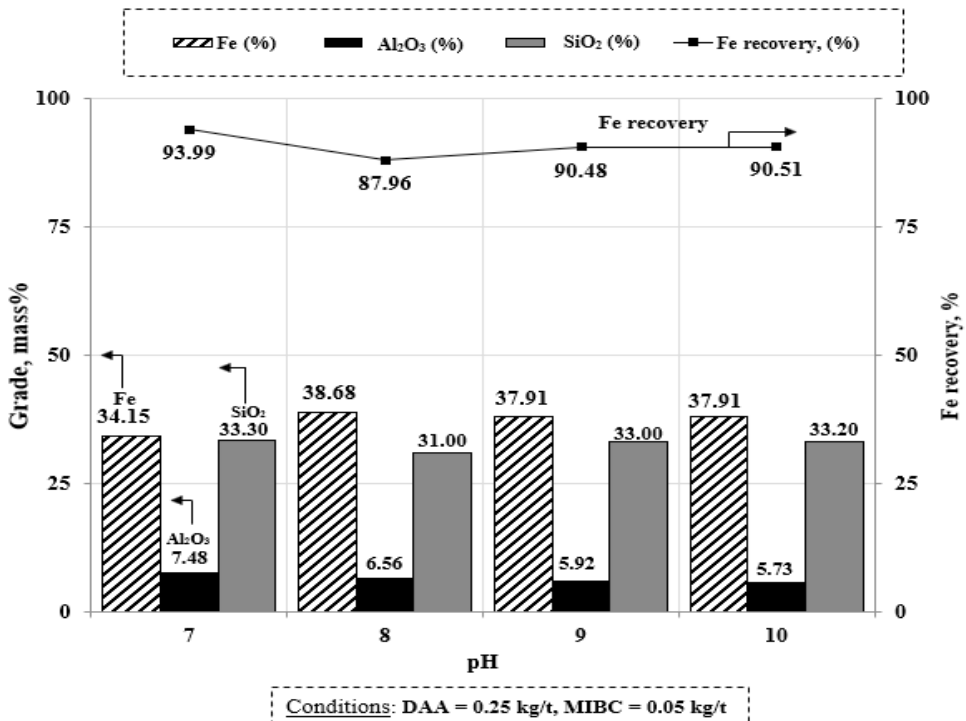 Fe (%) Al₂O₃ (%) SiO₂ (%) Fe recovery, (%)
100 100
Fe recovery
93.99 87.96 90.48 90.51
75 75
Grade, mass%
Fe recovery, %
50 50
Fe 38.68 37.91 37.91
34.15 SiO₂
33.30 31.00 33.00 33.20
25 25
Al₂O₃
7.48 6.56 5.92 5.73
0 0
7 8 9 10
pH
Conditions: DAA = 0.25 kg/t, MIBC = 0.05 kg/t